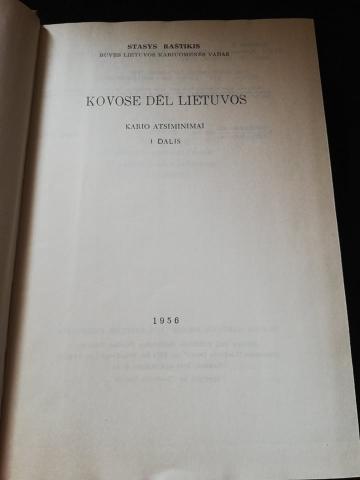 STASYS RAŠTIKIS
BUVĘS LIETUVOS KARIUOMENĖS VADAS
KOVOSE DĖL LIETUVOS
KARIO ATSIMINIMAI
I DALIS
1956